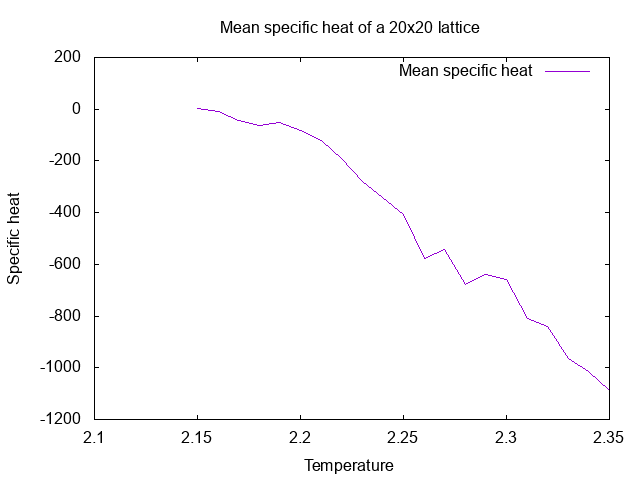 Mean specific heat of a 20x20 lattice
200
Mean specific heat
0
-200
-400
Specific heat
-600
-800
-1000
-1200
2.1 2.15 2.2 2.25 2.3 2.35
Temperature